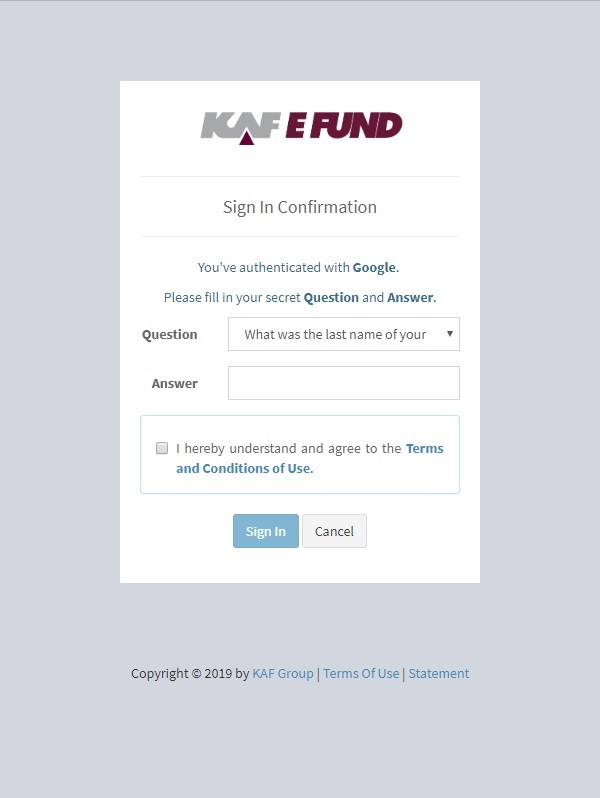 KAF E FUND
Sign In Confirmation
You've authenticated with Google.
Please fill in your secret Question and Answer.
Question What was the last name of your
Answer
I hereby understand and agree to the Terms
and Conditions of Use.
Sign In Cancel
Copyright © 2019 by KAF Group | Terms Of Use | Statement